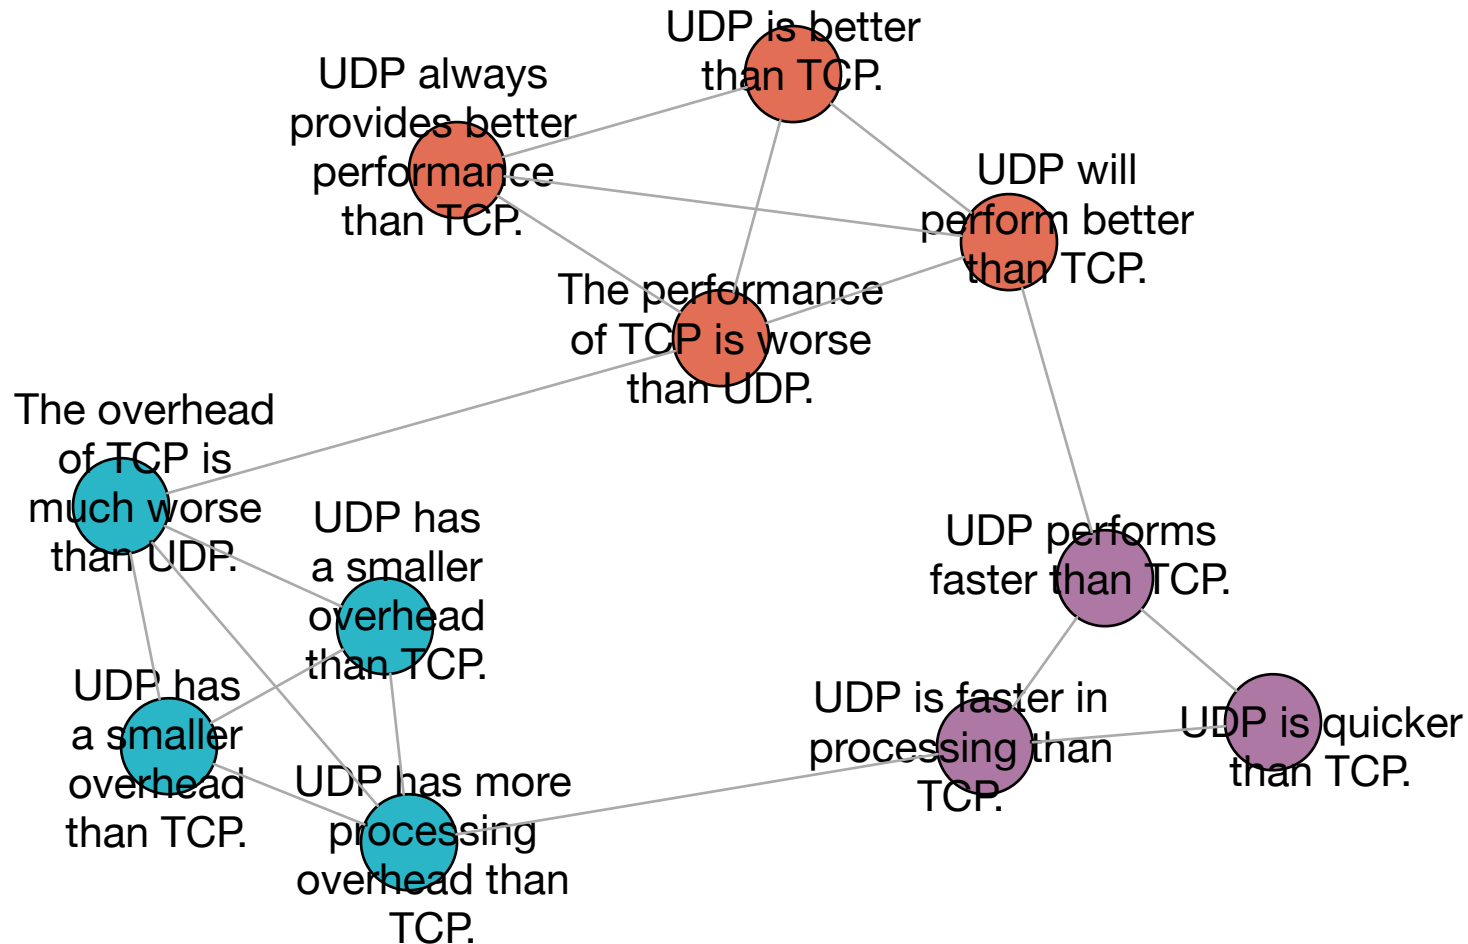 UDP is better
than TCP.
UDP always
provides better
performance
than TCP.
UDP will
perform better
than TCP.
The performance
of TCP is worse
than UDP.
The overhead
of TCP is
much worse
than UDP.
UDP has
a smaller
overhead
than TCP.
UDP performs
faster than TCP.
UDP has
a smaller
overhead
than TCP.
UDP is faster in
processing than
TCP.
UDP is quicker
than TCP.
UDP has more
processing
overhead than
TCP.